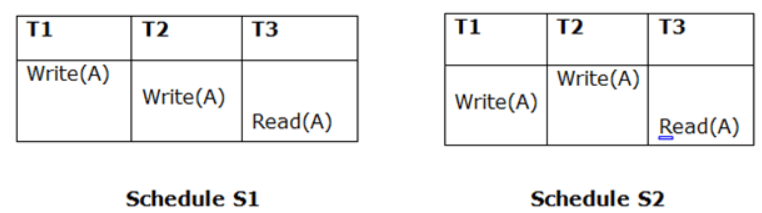 T1 T2 T3
Write(A)
Write(A)
Read(A)
Schedule S1
T1 T2 T3
Write(A)
Write(A)
Read(A)
Schedule S2